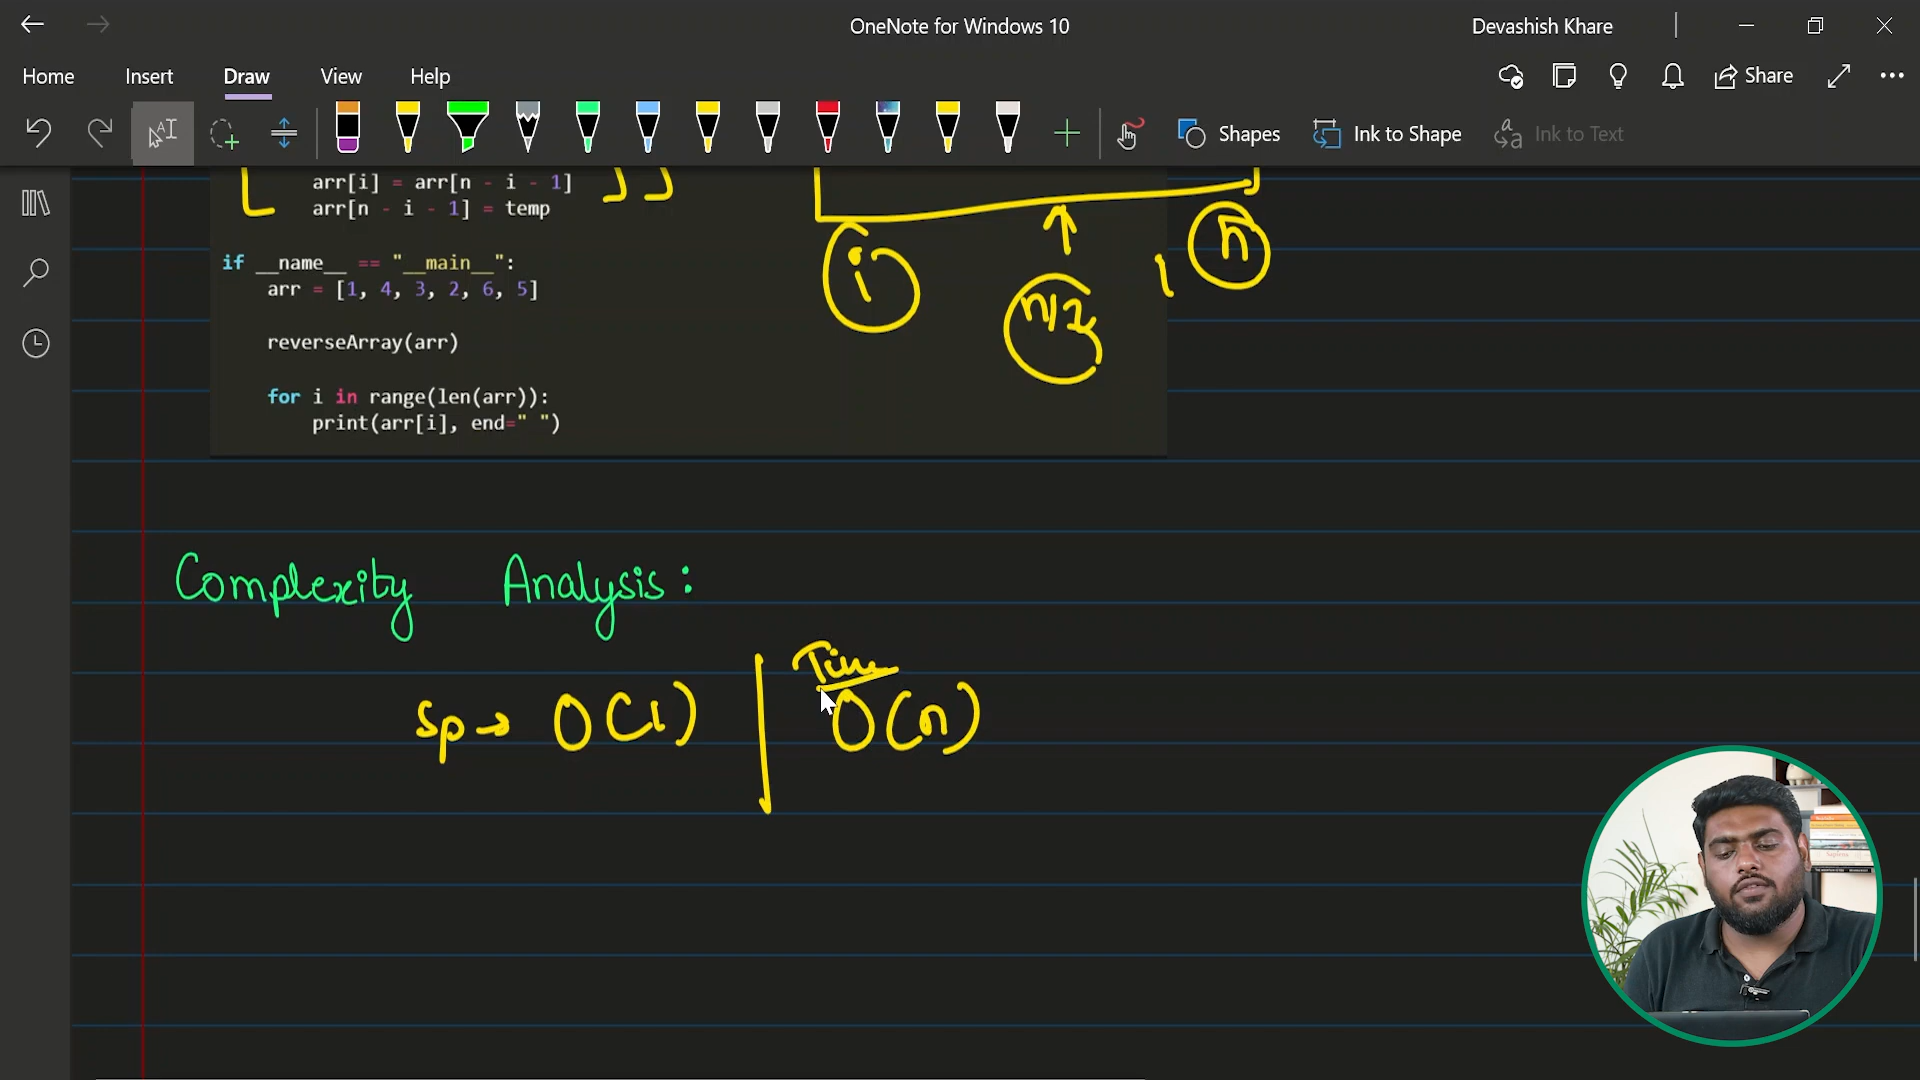 OneNote for Windows 10
Devashish Khare
Home Insert Draw View Help
Share
Shapes
Ink to Shape
Ink to Text
arr[i] = arr[n - i - 1]
arr[n - i - 1] = temp
if __name__ == "__main__":
arr = [1, 4, 3, 2, 6, 5]
reverseArray(arr)
for i in range(len(arr)):
print(arr[i], end=" ")
i
n/2
n
Complexity Analysis:
Time
Sp → O(1)
O(n)